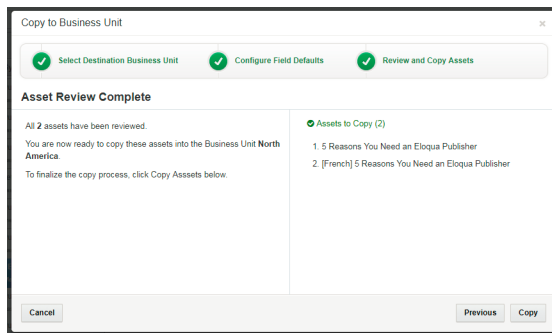 Copy to Business Unit
×
Select Destination Business Unit
Configure Field Defaults
Review and Copy Assets
Asset Review Complete
All 2 assets have been reviewed.
You are now ready to copy these assets into the Business Unit North
America.
To finalize the copy process, click Copy Asssets below.
Assets to Copy (2)
1. 5 Reasons You Need an Eloqua Publisher
2. [French] 5 Reasons You Need an Eloqua Publisher
Cancel
Previous
Copy